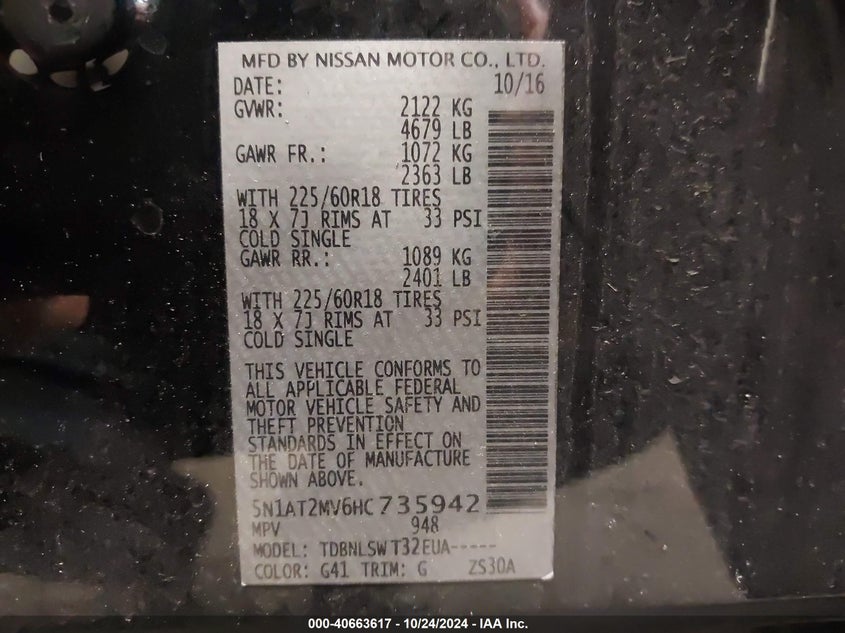 MFD BY NISSAN MOTOR CO., LTD.
DATE: 10/16
GVWR: 2122 KG
4679 LB
GAWR FR.: 1072 KG
2363 LB
WITH 225/60R18 TIRES
18 X 7J RIMS AT 33 PSI
COLD SINGLE
GAWR RR.: 1089 KG
2401 LB
WITH 225/60R18 TIRES
18 X 7J RIMS AT 33 PSI
COLD SINGLE
THIS VEHICLE CONFORMS TO
ALL APPLICABLE FEDERAL
MOTOR VEHICLE SAFETY AND
THEFT PREVENTION
STANDARDS IN EFFECT ON
THE DATE OF MANUFACTURE
SHOWN ABOVE.
5N1AT2MV6HC735942
MPV 948
MODEL: TDBNLSW T32EUA-----
COLOR: G41 TRIM: G ZS30A
000-40663617 - 10/24/2024 - IAA Inc.